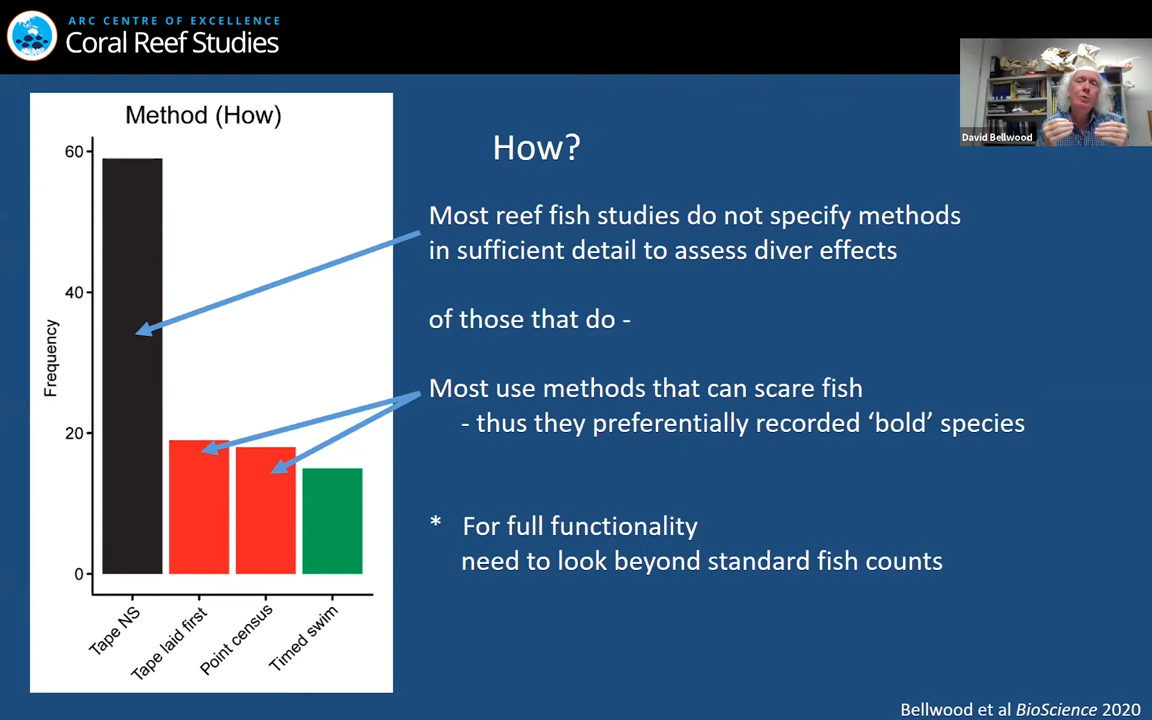 ARC CENTRE OF EXCELLENCE
Coral Reef Studies
David Bellwood
Method (How)
60
40
20
0
Frequency
Tape NS
Tape laid first
Point census
Timed swim
How?
Most reef fish studies do not specify methods
in sufficient detail to assess diver effects
of those that do -
Most use methods that can scare fish
- thus they preferentially recorded ‘bold’ species
* For full functionality
need to look beyond standard fish counts
Bellwood et al BioScience 2020